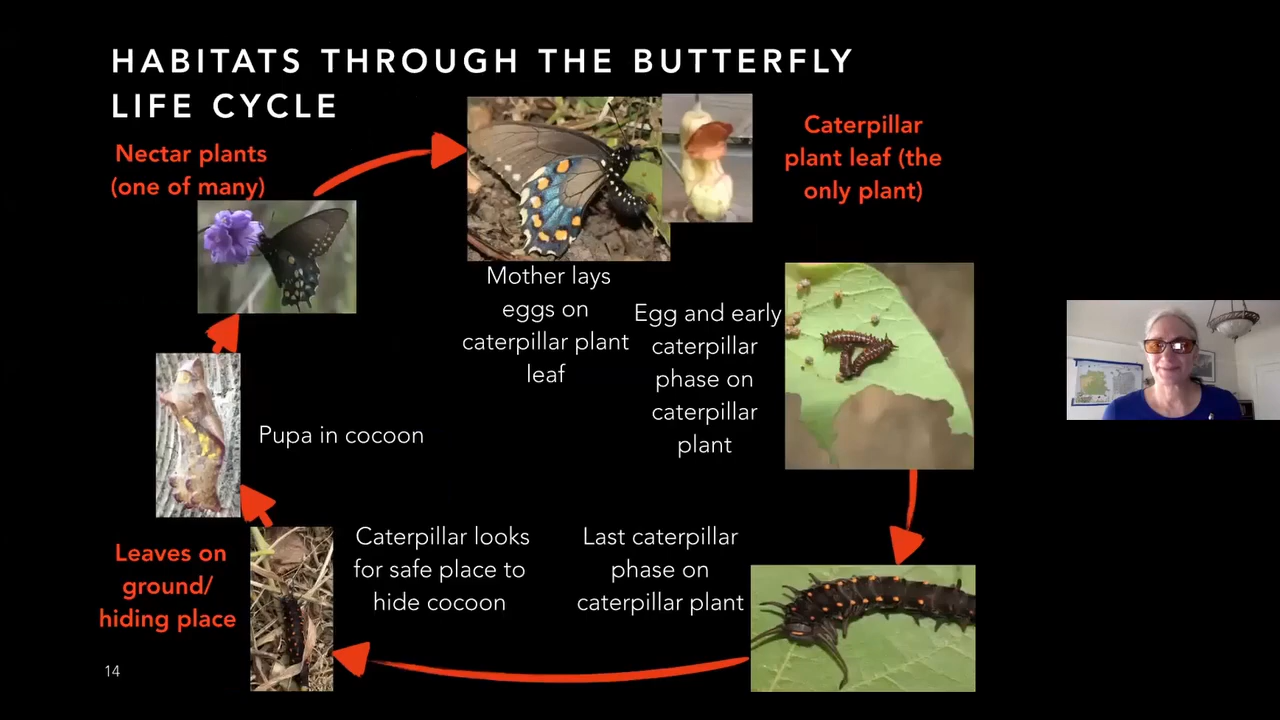 HABITATS THROUGH THE BUTTERFLY
LIFE CYCLE
Nectar plants
(one of many)
Caterpillar
plant leaf (the
only plant)
Mother lays
eggs on
caterpillar plant
leaf
Egg and early
caterpillar
phase on
caterpillar
plant
Pupa in cocoon
Leaves on
ground/
hiding place
Caterpillar looks
for safe place to
hide cocoon
Last caterpillar
phase on
caterpillar plant
14